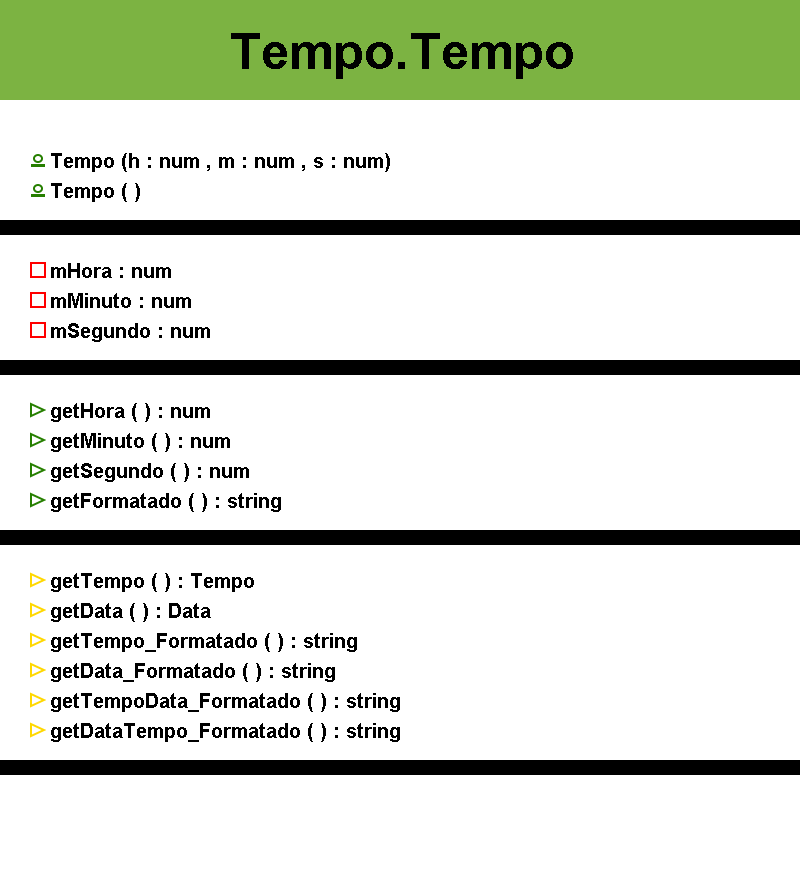 Tempo.Tempo
Tempo (h : num , m : num , s : num)
Tempo ( )
mHora : num
mMinuto : num
mSegundo : num
getHora ( ) : num
getMinuto ( ) : num
getSegundo ( ) : num
getFormatado ( ) : string
getTempo ( ) : Tempo
getData ( ) : Data
getTempo_Formatado ( ) : string
getData_Formatado ( ) : string
getTempoData_Formatado ( ) : string
getDataTempo_Formatado ( ) : string